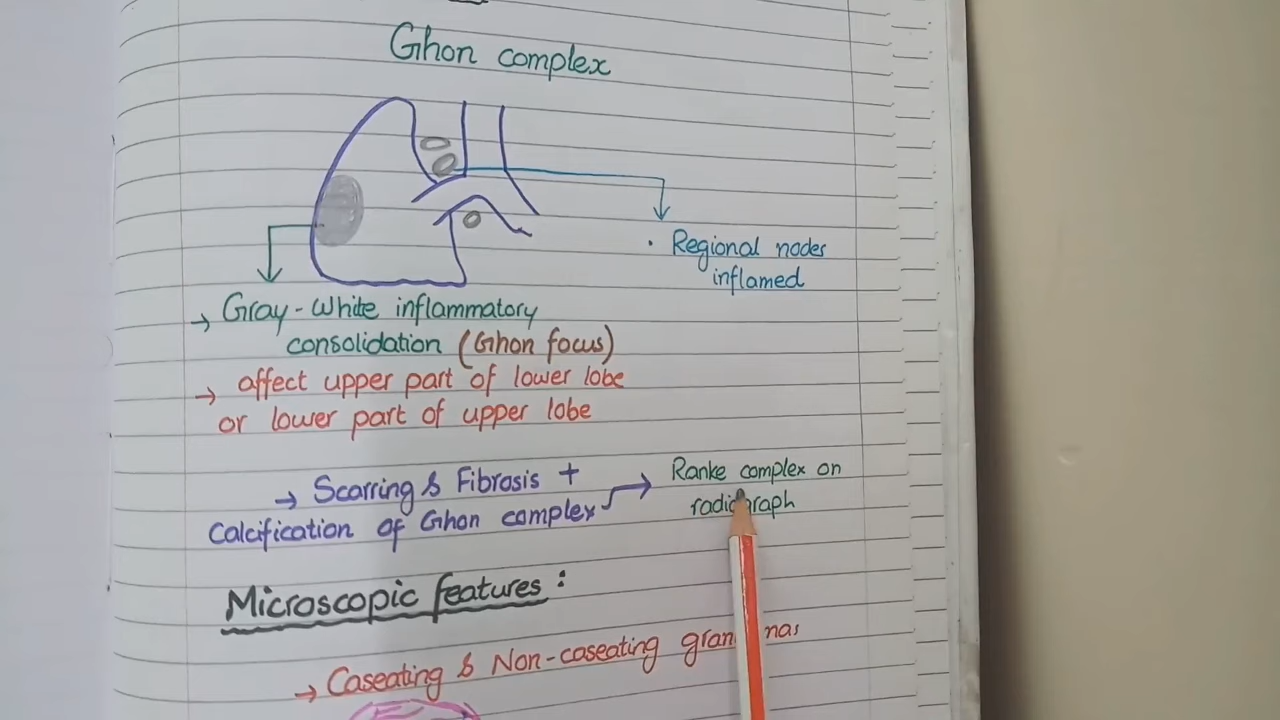 Ghon complex
• Regional nodes
inflamed
→ Gray-White inflammatory
consolidation (Ghon focus)
→ affect upper part of lower lobe
or lower part of upper lobe
→ Scarring & Fibrosis +
Calcification of Ghon complex
→ Ranke complex on
radiograph
Microscopic features:
→ Caseating & Non-caseating